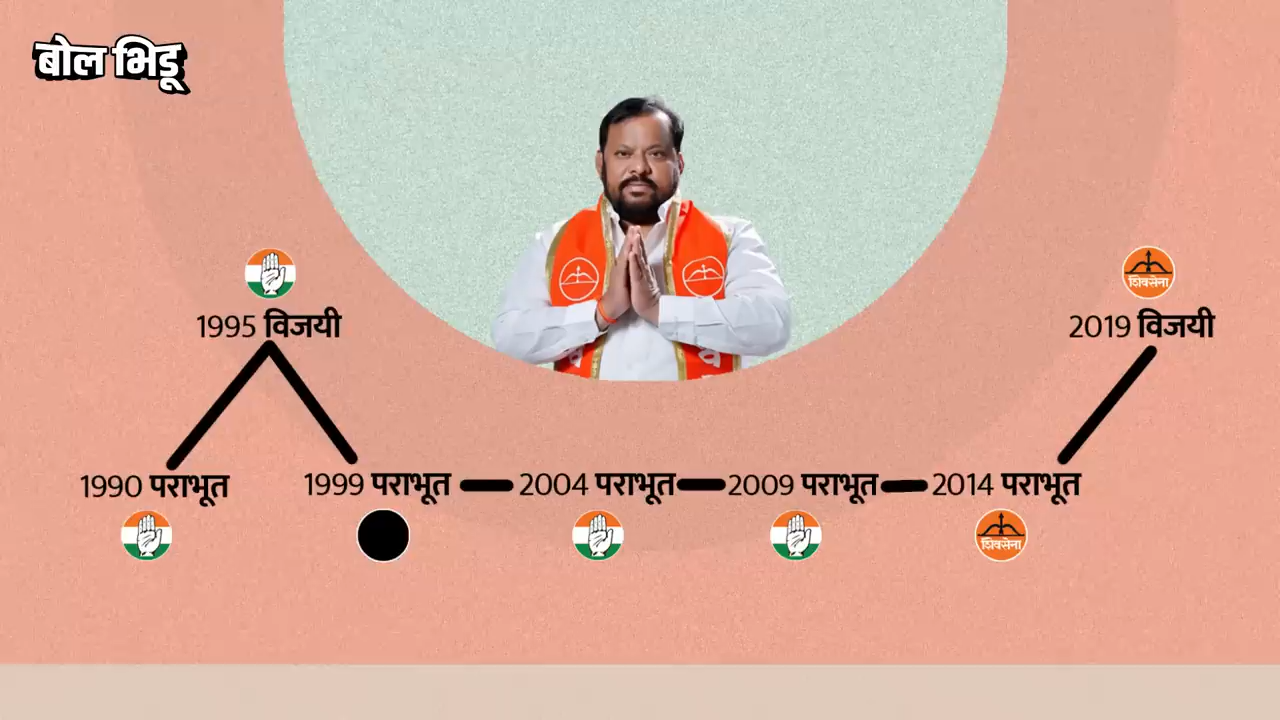 बोल भिडू
1995 विजयी
2019 विजयी
1990 पराभूत
1999 पराभूत
2004 पराभूत
2009 पराभूत
2014 पराभूत
शिवसेना
शिवसेना